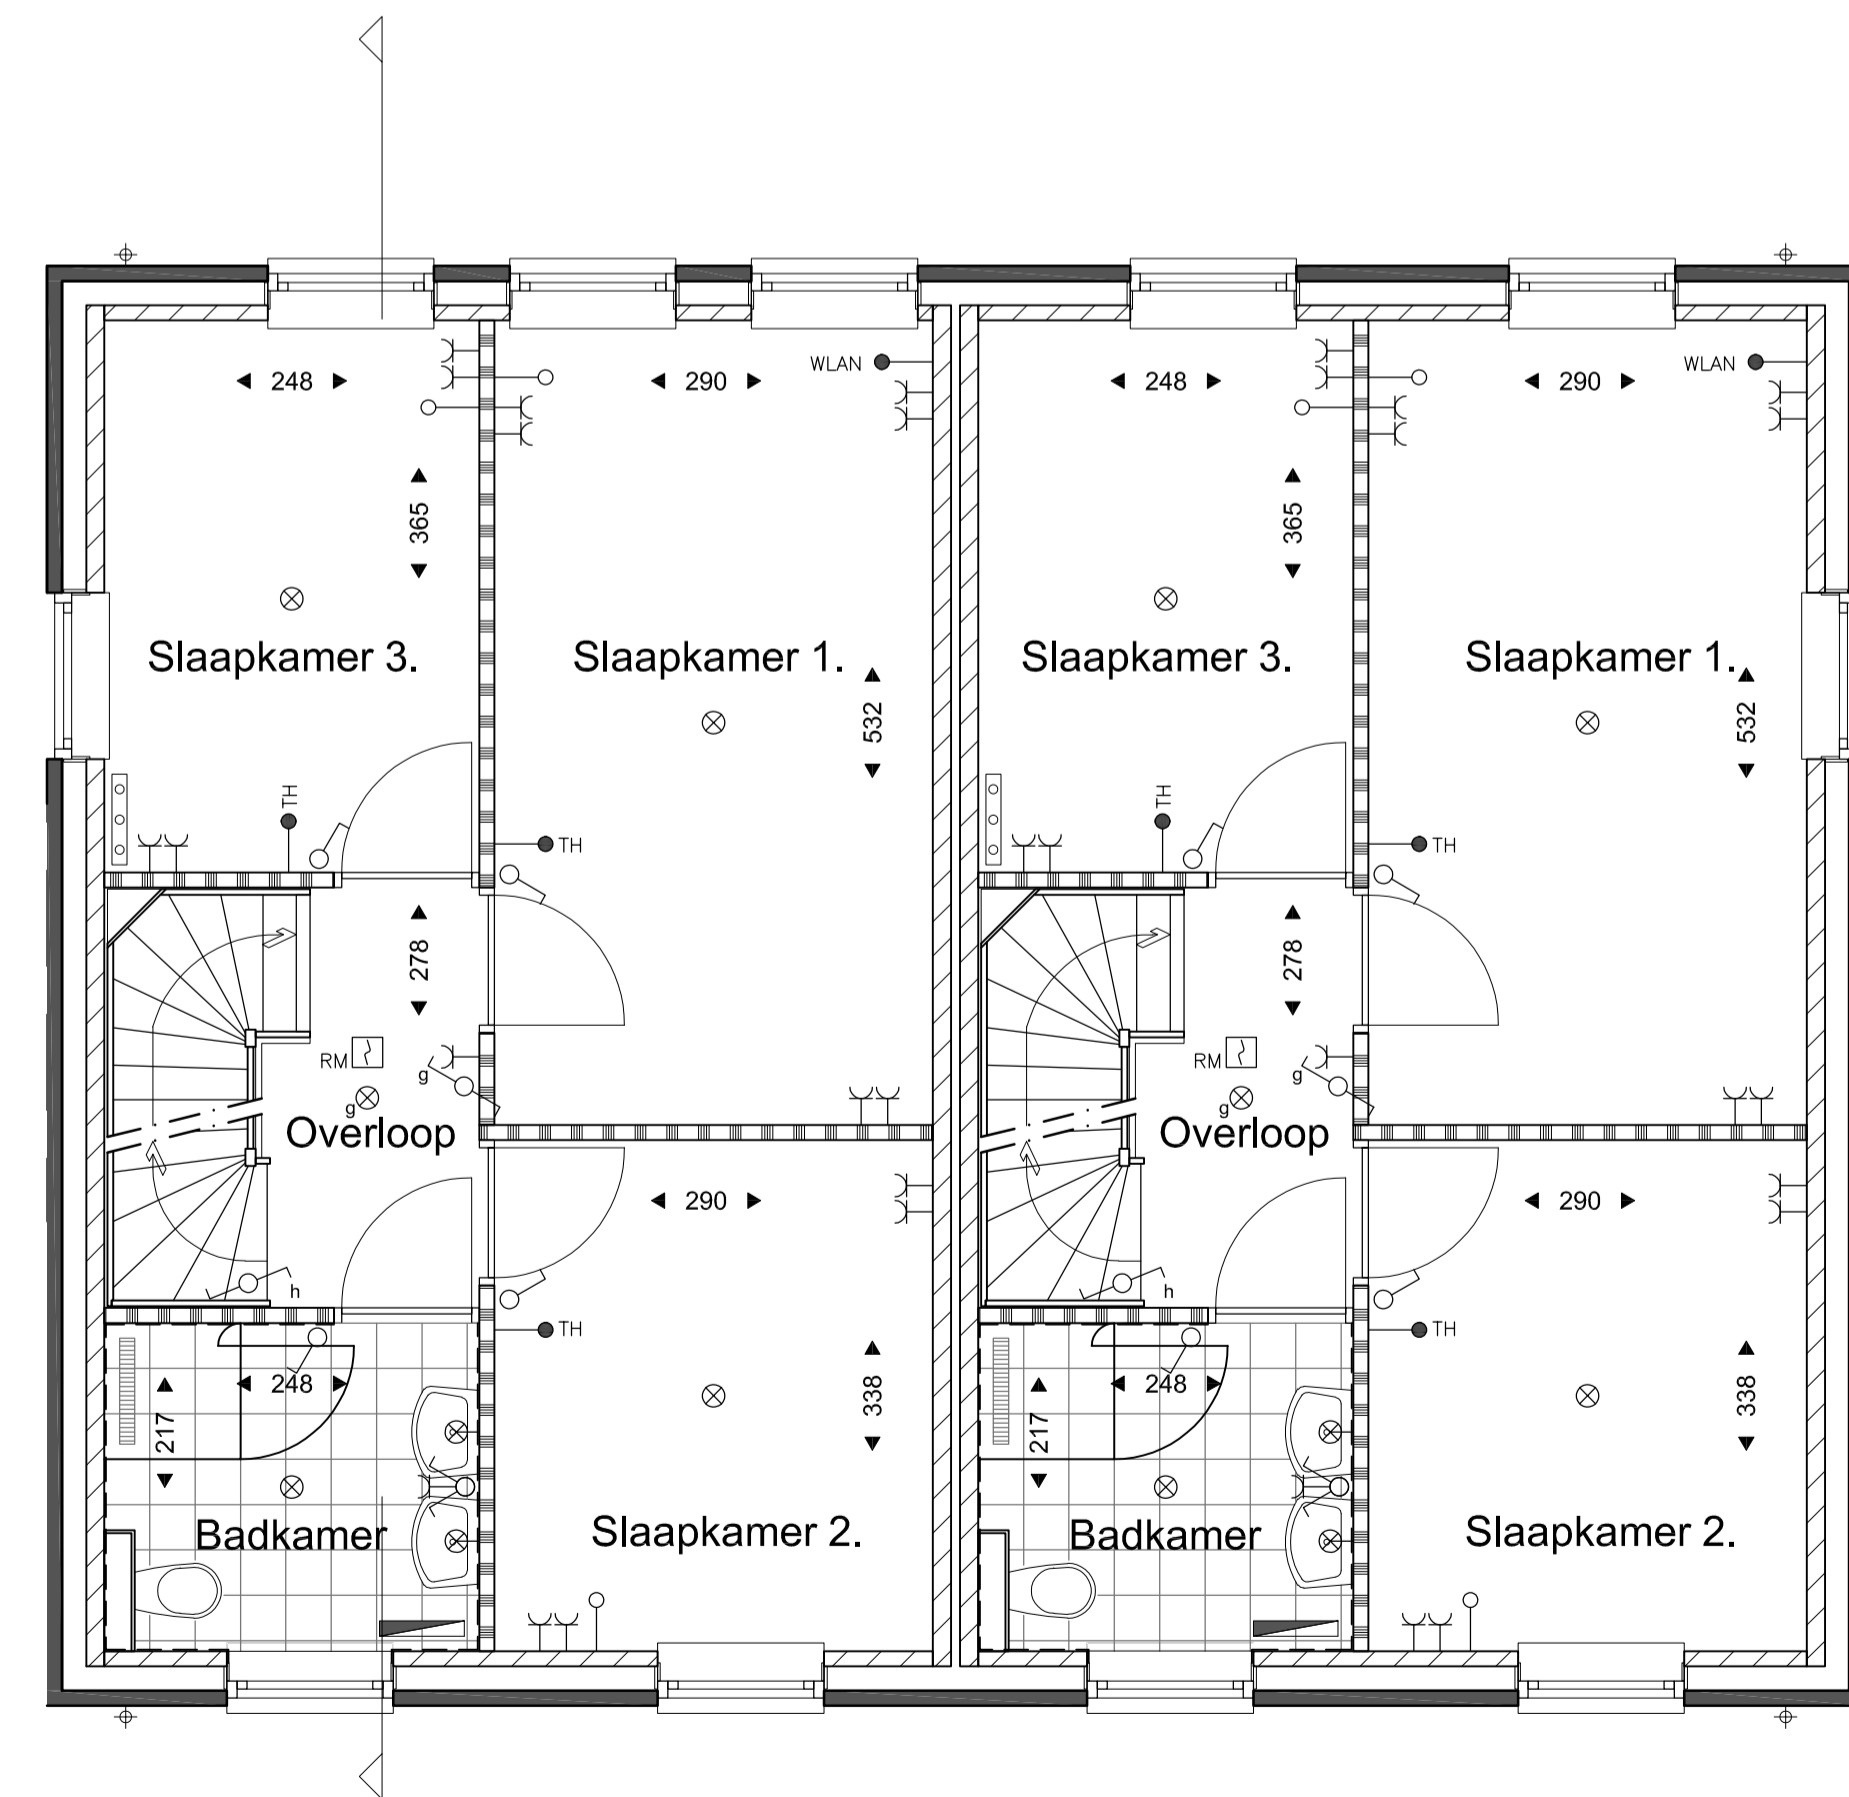 WLAN
WLAN
248
290
248
290
365
365
Slaapkamer 3.
Slaapkamer 1.
Slaapkamer 3.
Slaapkamer 1.
532
532
TH
TH
TH
TH
278
278
RM
g
RM
g
g
g
Overloop
Overloop
290
290
h
h
TH
TH
248
248
338
338
217
217
Badkamer
Slaapkamer 2.
Badkamer
Slaapkamer 2.